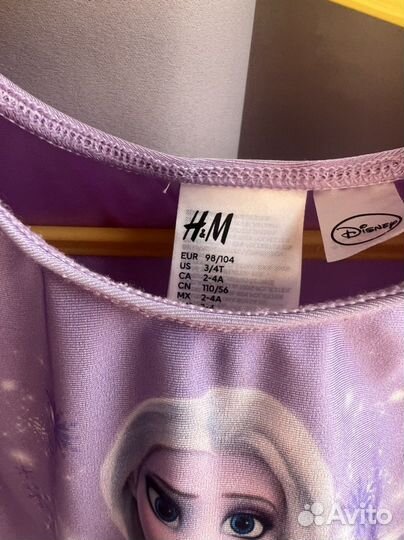 H&M
EUR 98/104
US 3/4T
CA 2-4A
CN 110/56
MX 2-4A
DISNEY
Avito